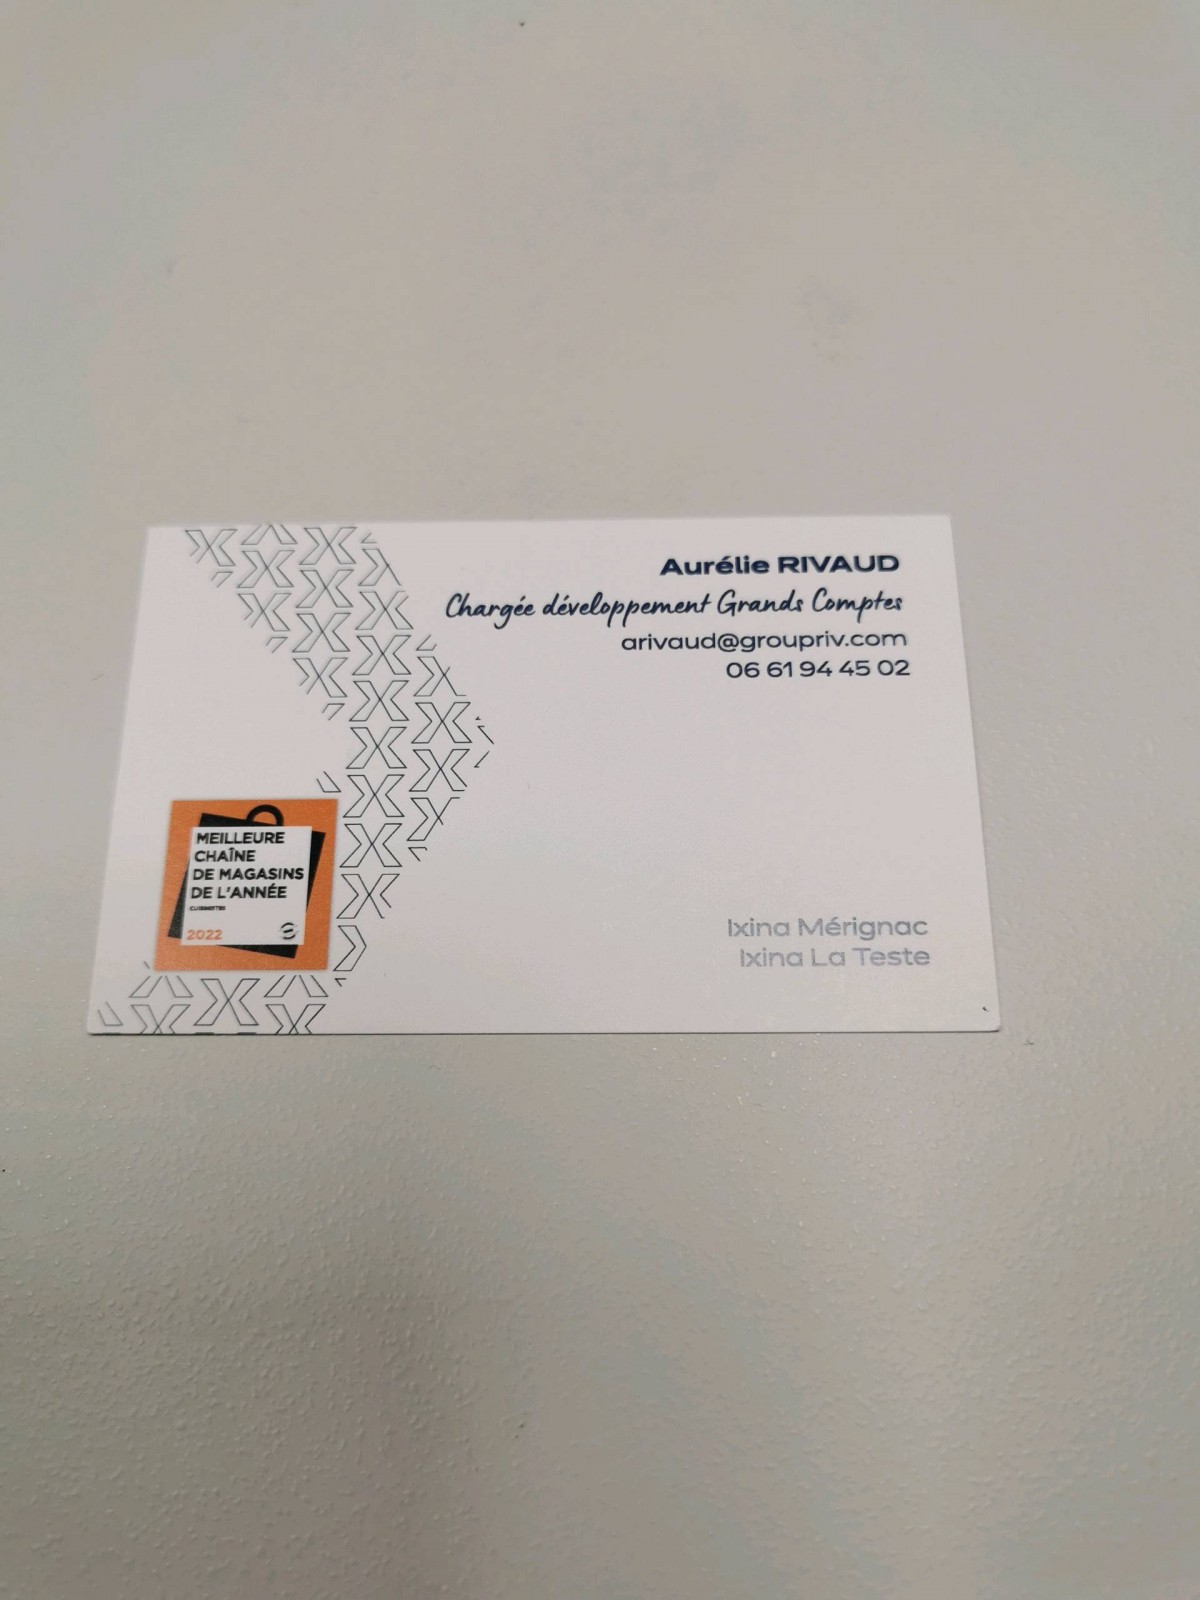 Aurélie RIVAUD
Chargée développement Grands Comptes
arivaud@groupriv.com
06 61 94 45 02
MEILLEURE
CHAÎNE
DE MAGASINS
DE L'ANNÉE
CUISINISTES
2022
Ixina Mérignac
Ixina La Teste